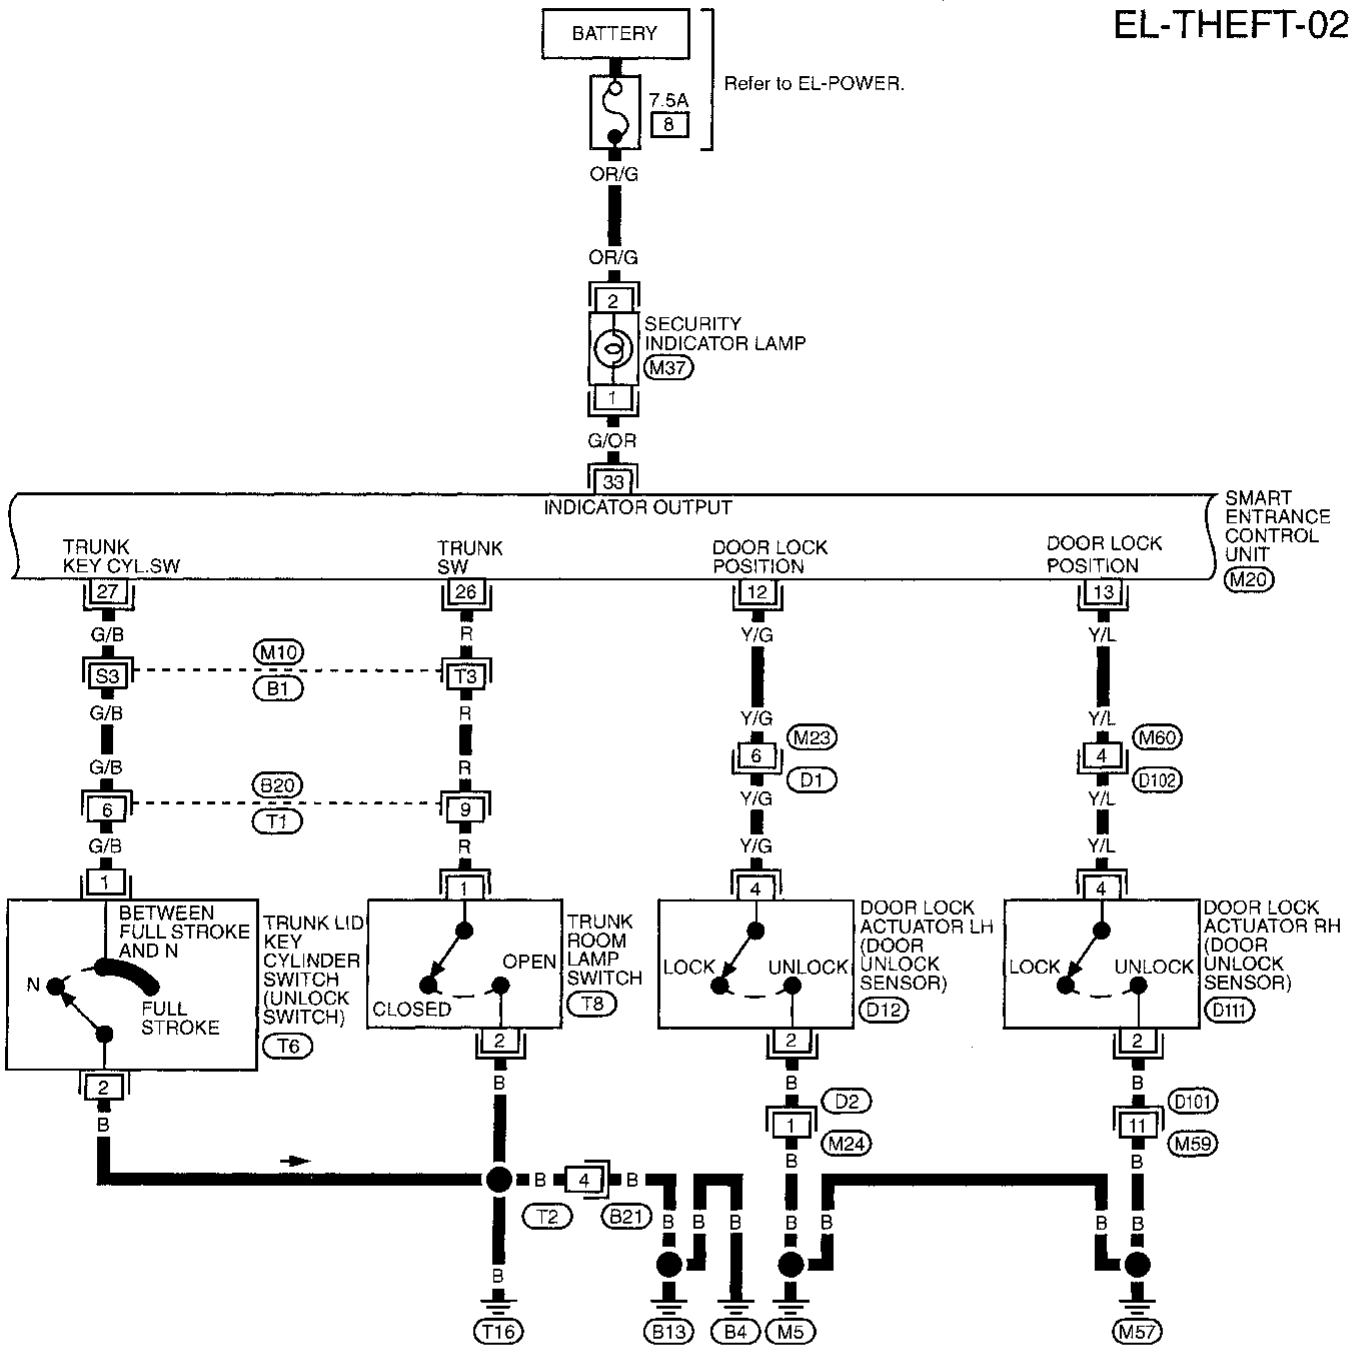 EL-THEFT-02
BATTERY
Refer to EL-POWER.
7.5A
8
OR/G
OR/G
2
SECURITY
INDICATOR LAMP
M37
1
G/OR
33
INDICATOR OUTPUT
SMART
ENTRANCE
CONTROL
UNIT
M20
TRUNK
KEY CYL.SW
TRUNK
SW
DOOR LOCK
POSITION
DOOR LOCK
POSITION
27
26
12
13
G/B
R
Y/G
Y/L
M10
S3
T3
B1
G/B
R
Y/G
Y/L
M23
M60
6
4
D1
D102
G/B
R
B20
Y/G
Y/L
6
9
T1
G/B
R
Y/G
Y/L
1
1
4
4
BETWEEN
FULL STROKE
AND N
N
FULL
STROKE
TRUNK LID
KEY
CYLINDER
SWITCH
(UNLOCK
SWITCH)
T6
OPEN
CLOSED
TRUNK
ROOM
LAMP
SWITCH
T8
LOCK
UNLOCK
DOOR LOCK
ACTUATOR LH
(DOOR
UNLOCK
SENSOR)
D12
LOCK
UNLOCK
DOOR LOCK
ACTUATOR RH
(DOOR
UNLOCK
SENSOR)
D111
2
2
2
2
B
B
B
B
D2
D101
1
11
M24
M59
B
B
B
4
B
T2
B21
B
B
B
B
B
B
B
B
T16
B13
B4
M5
M57